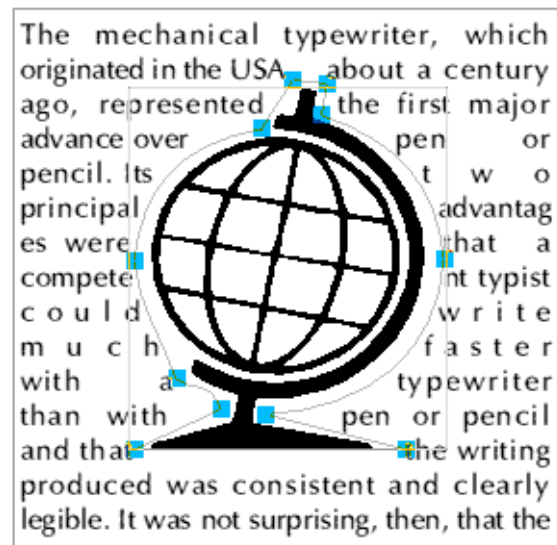 The mechanical typewriter, which
originated in the USA about a century
ago, represented the first major
advance over pen or
pencil. Its t w o
principal advantag
es were that a
compete nt typist
c o u l d w r i t e
m u c h f a s t e r
with a typewriter
than with pen or pencil
and that the writing
produced was consistent and clearly
legible. It was not surprising, then, that the